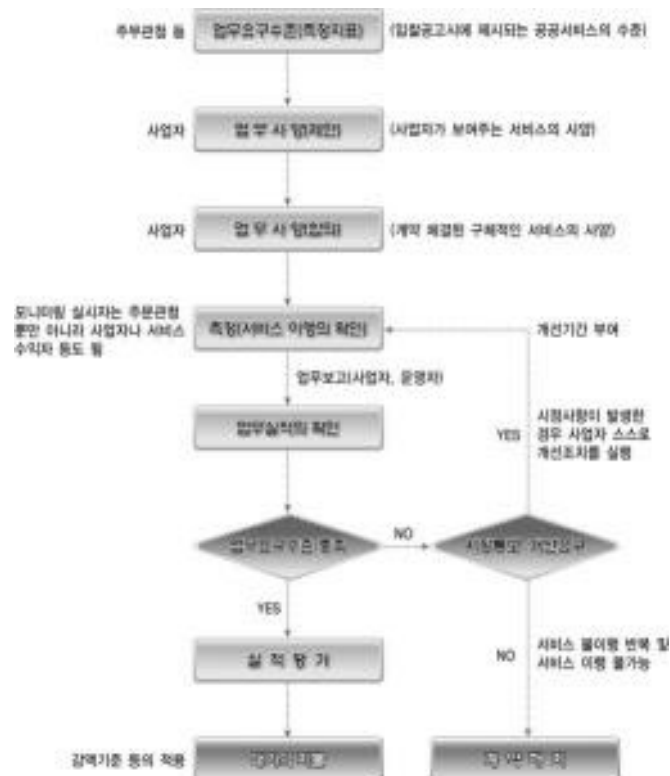 주무관청 등
업무요구수준(측정지표)
(입찰공고시에 제시되는 공공서비스의 수준)
사업자
업 무 사 양(제안)
(사업자가 보여주는 서비스의 사양)
사업자
업 무 사 양(합의)
(계약 체결된 구체적인 서비스의 사양)
모니터링 실시자는 주무관청
뿐만 아니라 사업자나 서비스
수익자 등도 됨
측정(서비스 이행의 확인)
개선기간 부여
업무보고(사업자, 운영자)
업무실적의 확인
YES
시정사항이 발생한
경우 사업자 스스로
개선조치를 실행
업무요구수준 충족
NO
YES
실 적 평 가
NO
서비스 불이행 반복 및
서비스 이행 불가능
감액기준 등의 적용